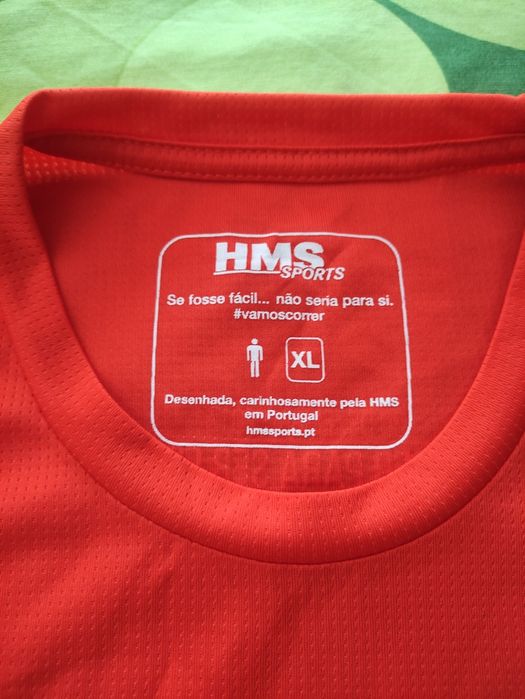 HMS
SPORTS
Se fosse fácil... não seria para si.
#vamoscorrer
XL
Desenhada, carinhosamente pela HMS
em Portugal
hmssports.pt